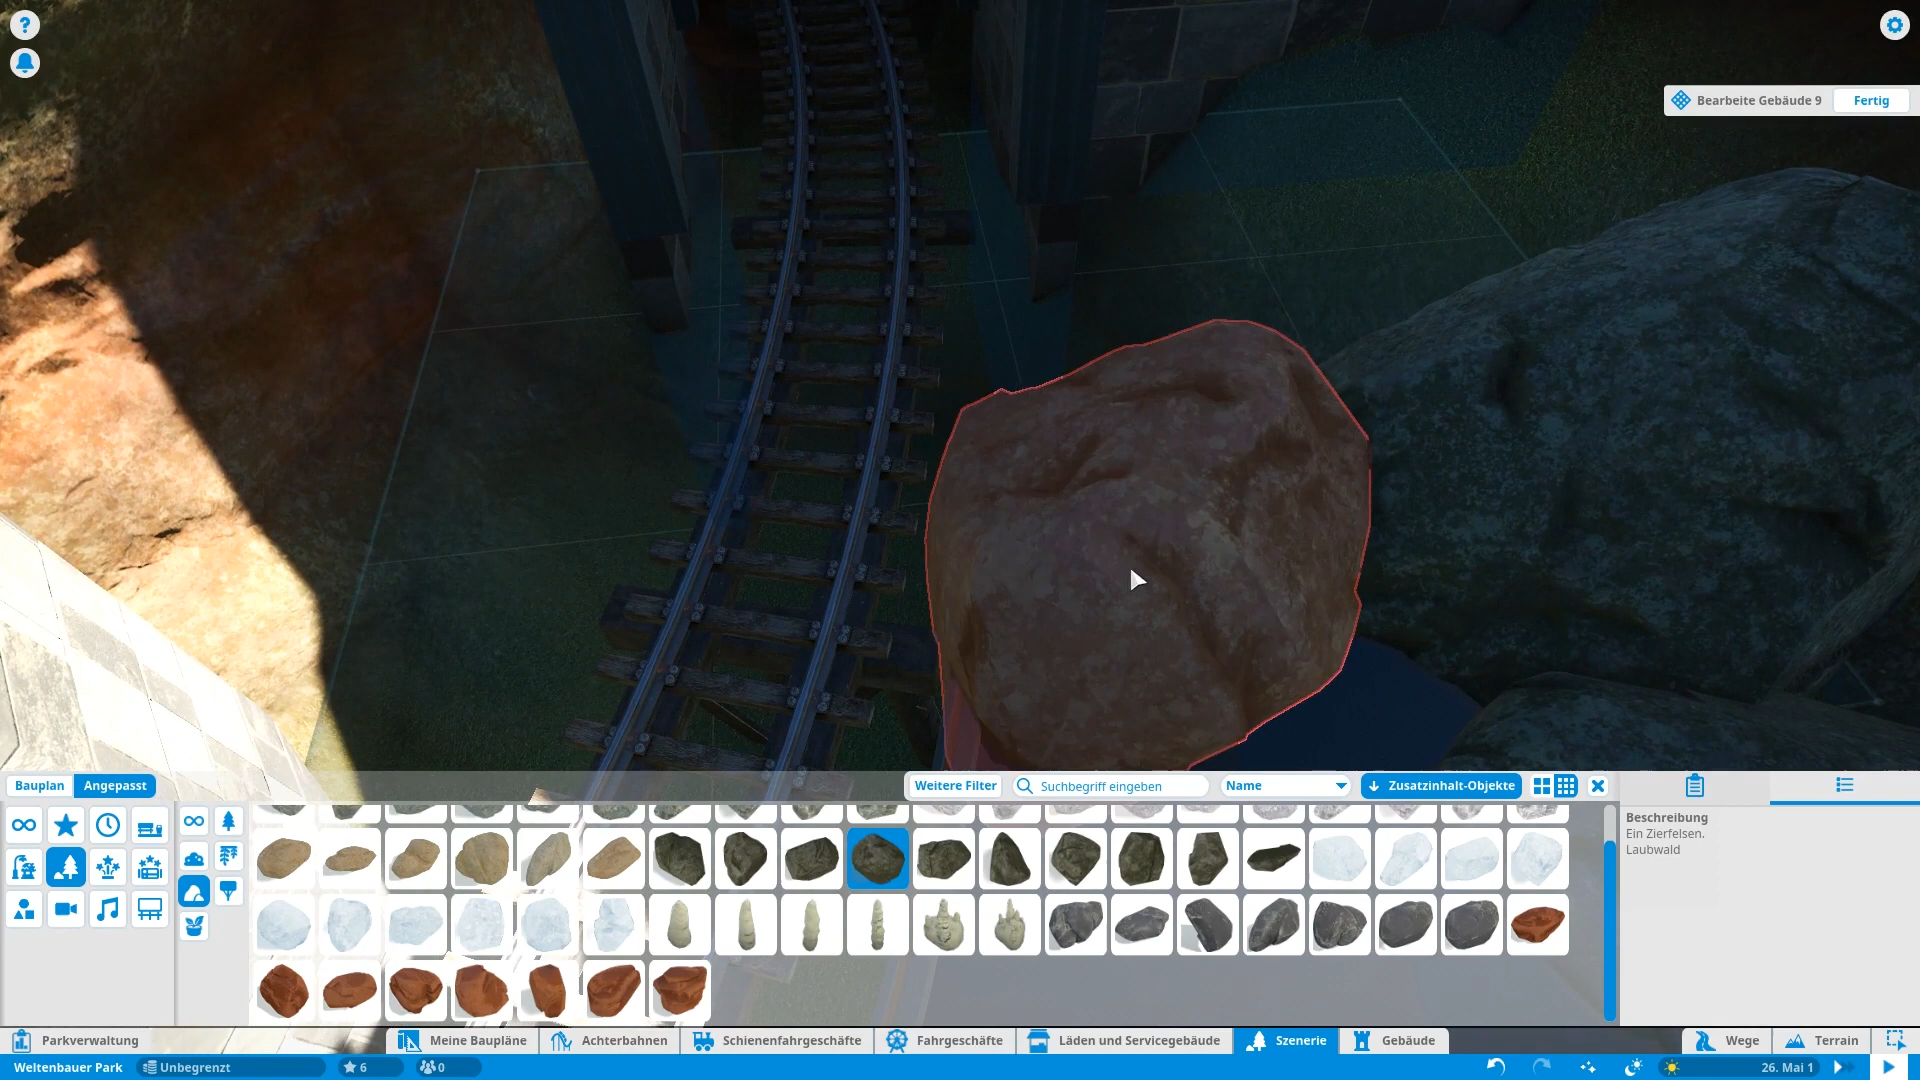 ?
Bearbeite Gebäude 9 Fertig
Bauplan Angepasst
Weitere Filter Suchbegriff eingeben Name Zusatzinhalt-Objekte
Beschreibung
Ein Zierfelsen.
Laubwald
Parkverwaltung Meine Baupläne Achterbahnen Schienenfahrgeschäfte Fahrgeschäfte Läden und Servicegebäude Szenerie Gebäude Wege Terrain
Weltenbauer Park Unbegrenzt 6 0 26. Mai 1